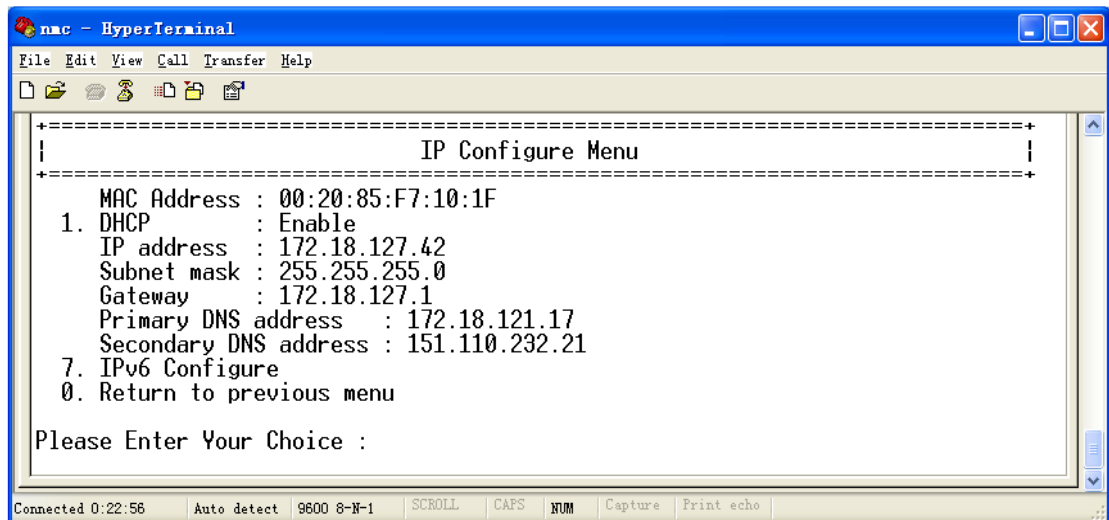 nmc - HyperTerminal
File Edit View Call Transfer Help
+============================================================================+
| IP Configure Menu |
+============================================================================+
MAC Address : 00:20:85:F7:10:1F
1. DHCP : Enable
IP address : 172.18.127.42
Subnet mask : 255.255.255.0
Gateway : 172.18.127.1
Primary DNS address : 172.18.121.17
Secondary DNS address : 151.110.232.21
7. IPv6 Configure
0. Return to previous menu
Please Enter Your Choice :
Connected 0:22:56 Auto detect 9600 8-N-1 SCROLL CAPS NUM Capture Print echo